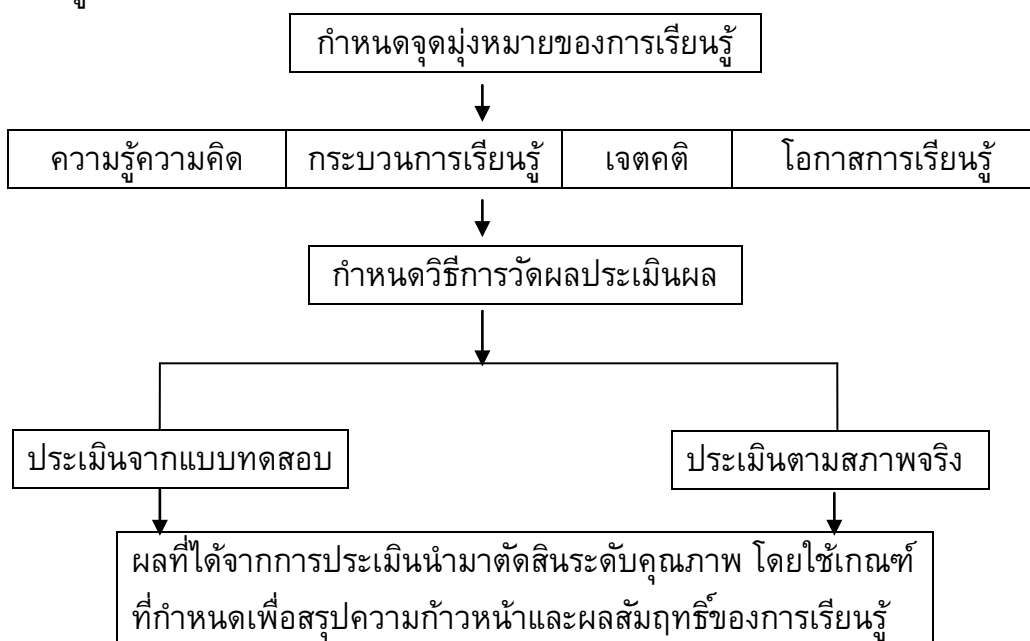 กำหนดจุดมุ่งหมายของการเรียนรู้
ความรู้ความคิด กระบวนการเรียนรู้ เจตคติ โอกาสการเรียนรู้
กำหนดวิธีการวัดผลประเมินผล
ประเมินจากแบบทดสอบ ประเมินตามสภาพจริง
ผลที่ได้จากการประเมินนำมาตัดสินระดับคุณภาพ โดยใช้เกณฑ์
ที่กำหนดเพื่อสรุปความก้าวหน้าและผลสัมฤทธิ์ของการเรียนรู้